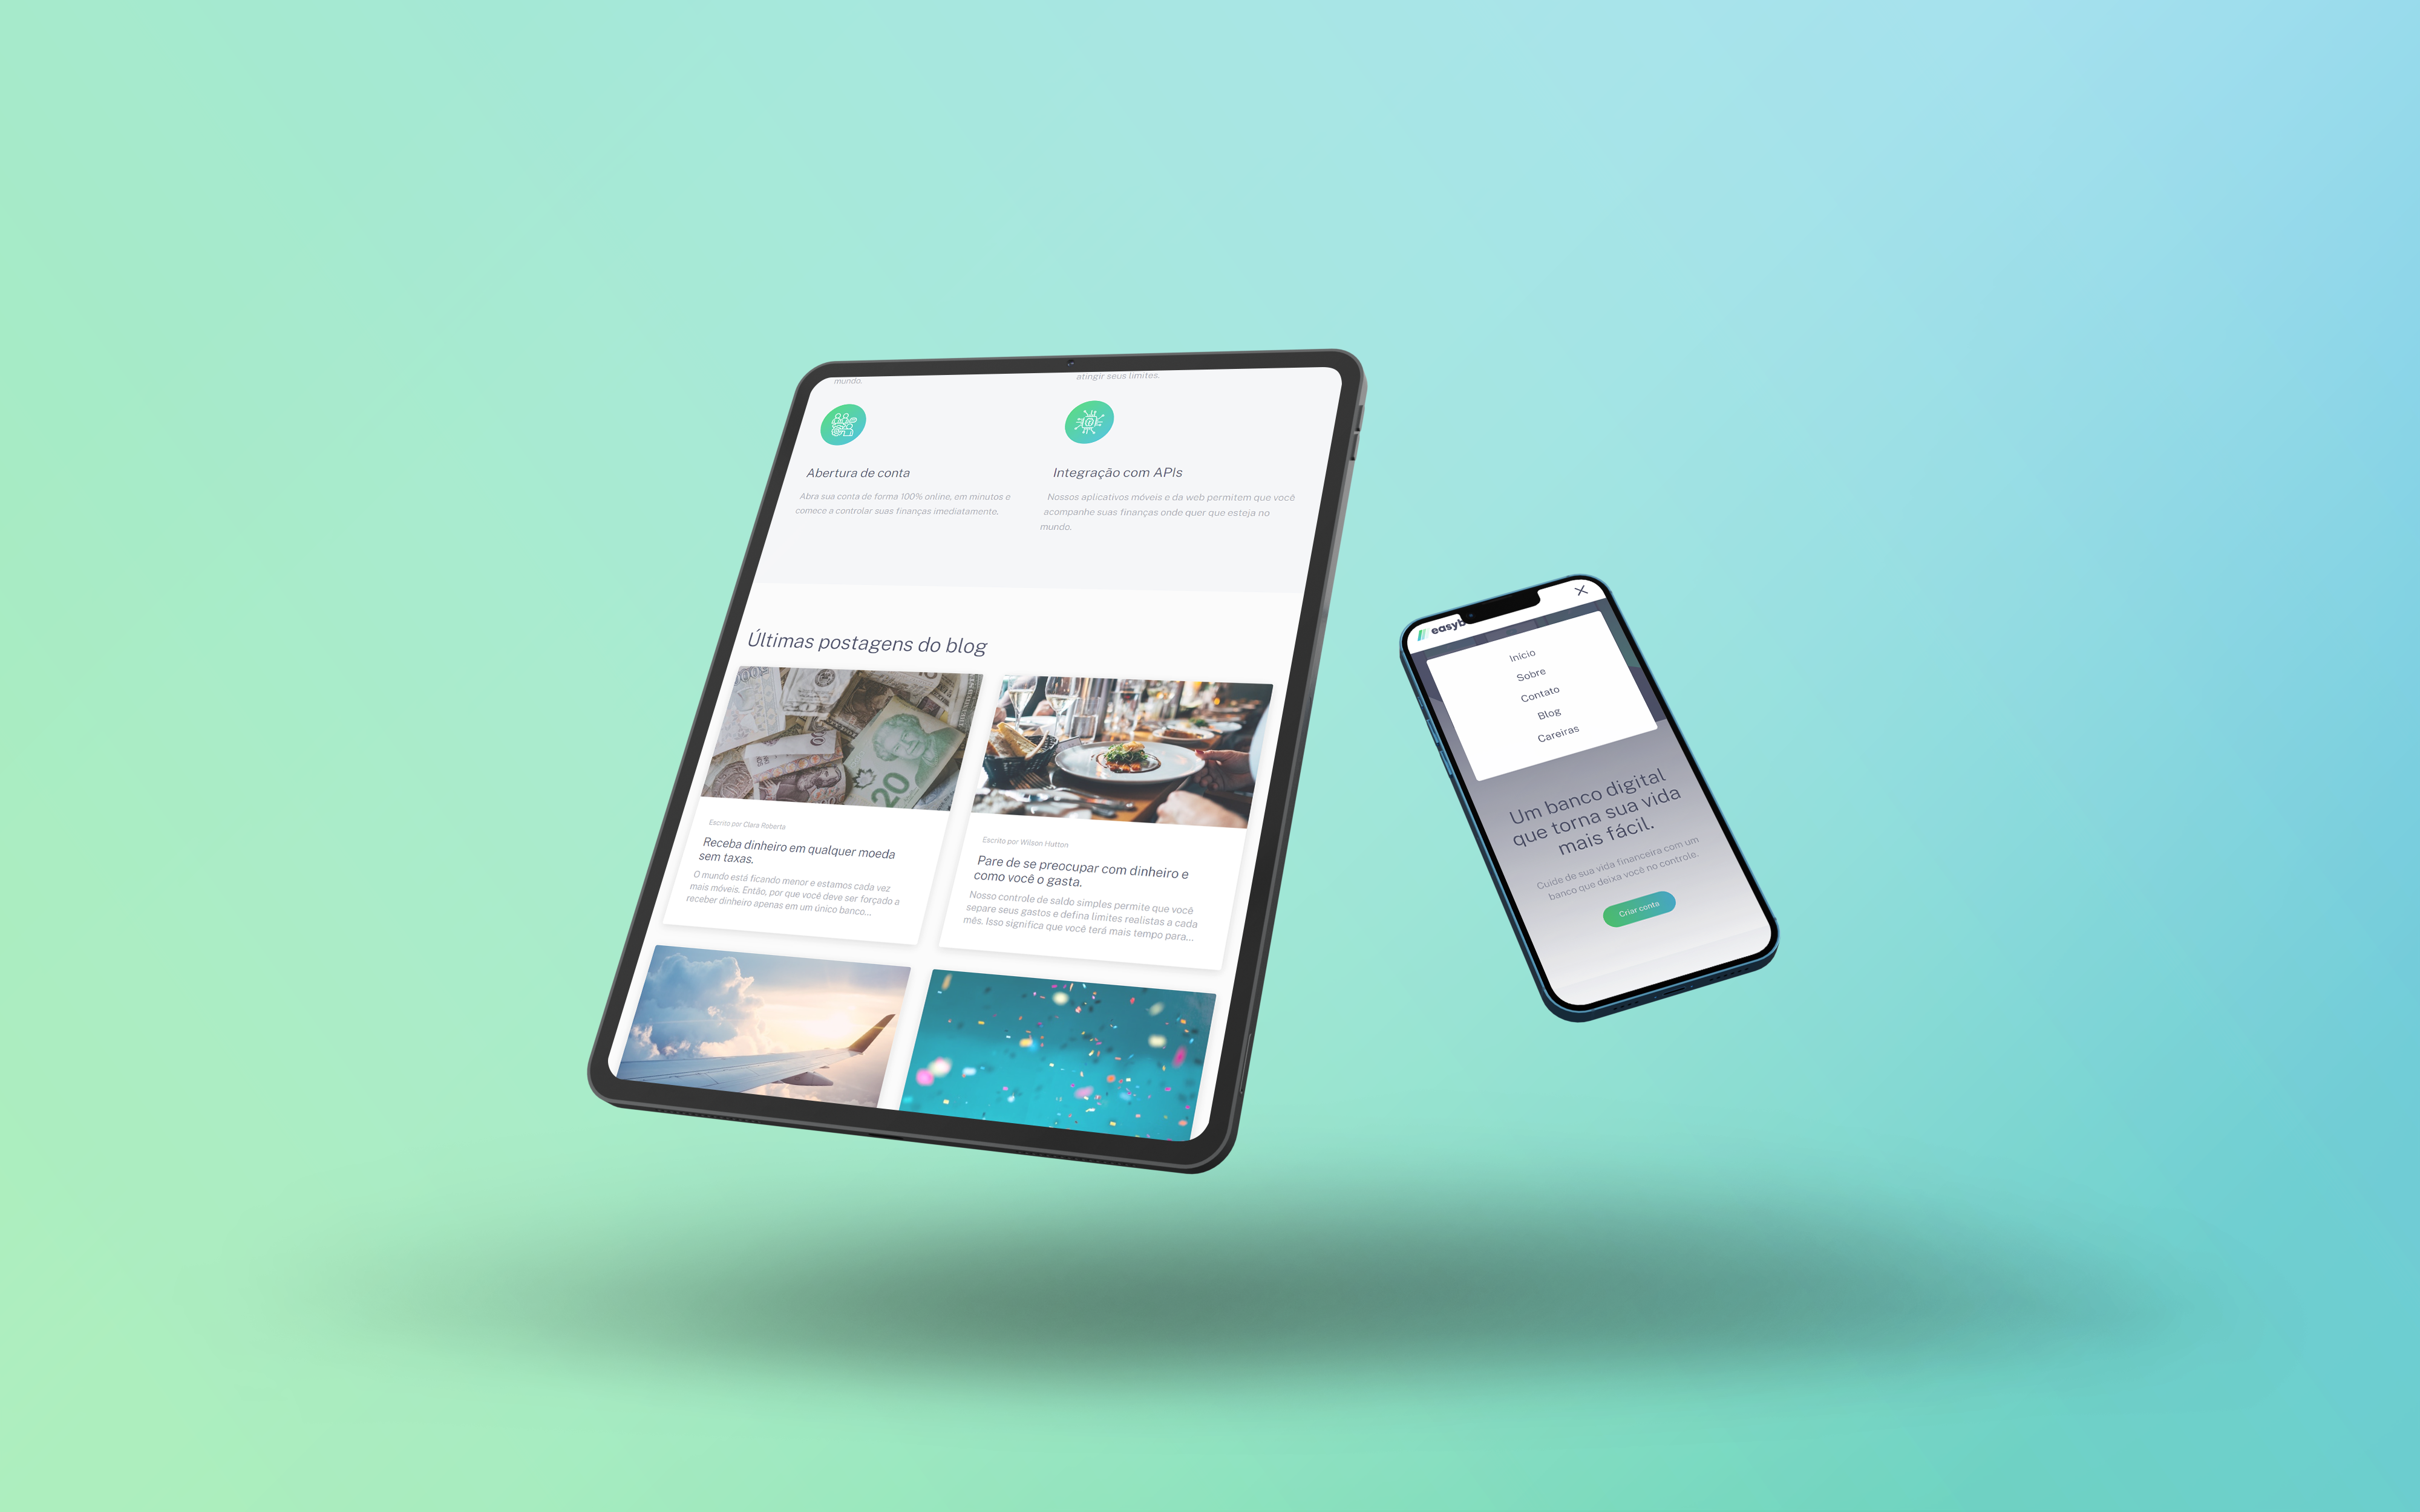 mundo.
atingir seus limites.
Abertura de conta
Abra sua conta de forma 100% online, em minutos e
comece a controlar suas finanças imediatamente.
Integração com APIs
Nossos aplicativos móveis e da web permitem que você
acompanhe suas finanças onde quer que esteja no
mundo.
Últimas postagens do blog
20
Escrito por Clara Roberta
Receba dinheiro em qualquer moeda
sem taxas.
O mundo está ficando menor e estamos cada vez
mais móveis. Então, por que você deve ser forçado a
receber dinheiro apenas em um único banco...
Escrito por Wilson Hutton
Pare de se preocupar com dinheiro e
como você o gasta.
Nosso controle de saldo simples permite que você
separe seus gastos e defina limites realistas a cada
mês. Isso significa que você terá mais tempo para...
easyb
Início
Sobre
Contato
Blog
Careiras
Um banco digital
que torna sua vida
mais fácil.
Cuide de sua vida financeira com um
banco que deixa você no controle.
Criar conta